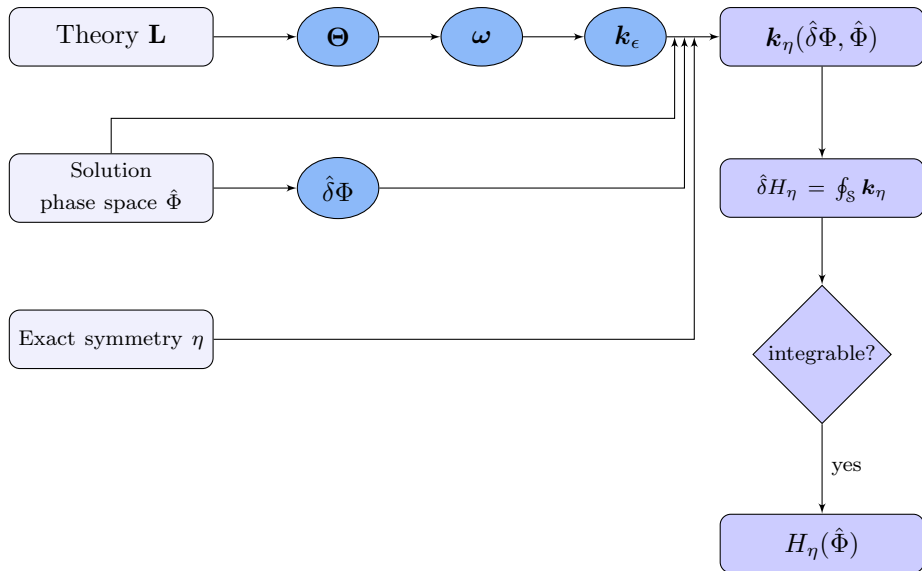 Theory L
Θ
ω
k_ϵ
k_η(δ̂Φ, Φ̂)
Solution
phase space Φ̂
δ̂Φ
δ̂H_η = ∮_𝒮 k_η
Exact symmetry η
integrable?
yes
H_η(Φ̂)